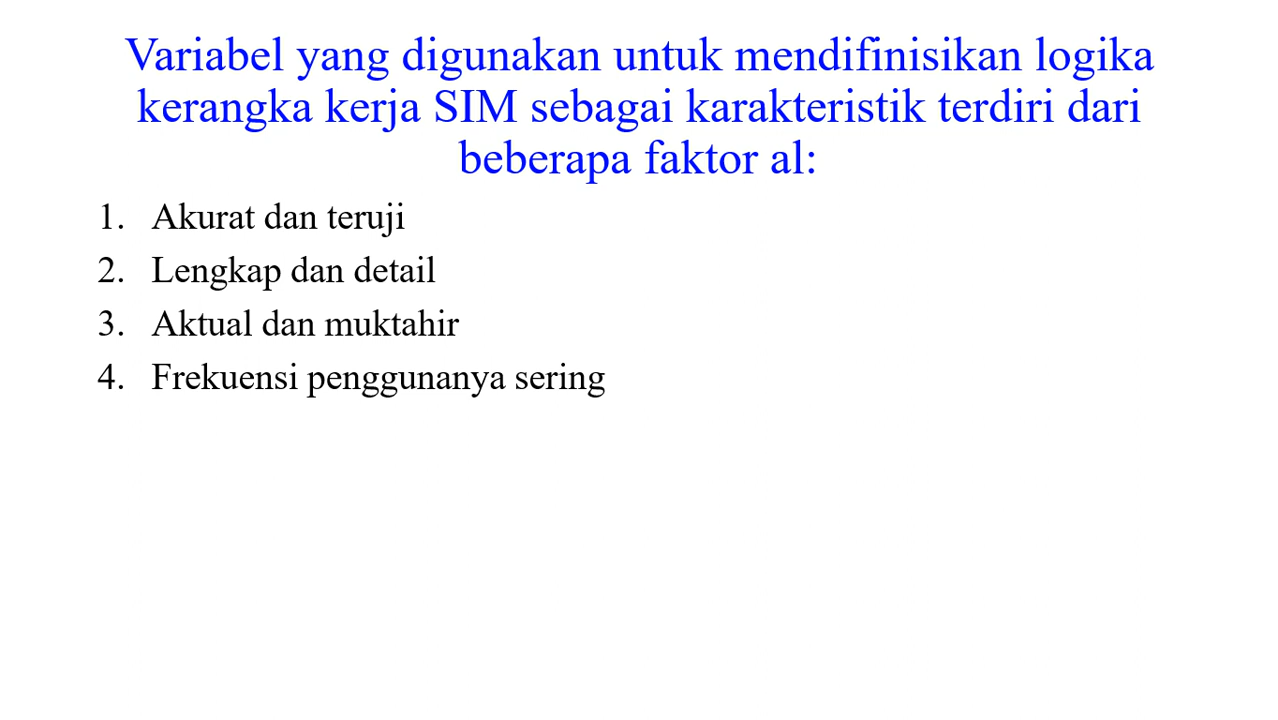 Variabel yang digunakan untuk mendifinisikan logika
kerangka kerja SIM sebagai karakteristik terdiri dari
beberapa faktor al:
1. Akurat dan teruji
2. Lengkap dan detail
3. Aktual dan muktahir
4. Frekuensi penggunanya sering